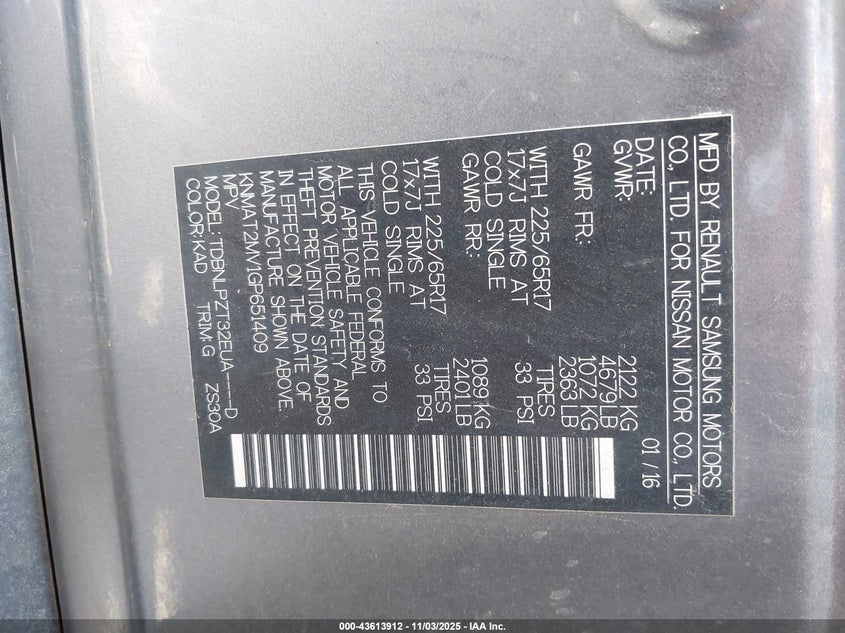 MFD BY RENAULT SAMSUNG MOTORS
CO., LTD. FOR NISSAN MOTOR CO., LTD.
DATE: 01/16
GVWR: 2122 KG
4679LB
GAWR FR: 1072 KG
2363 LB
WITH 225/65R17 TIRES
17x7J RIMS AT 33 PSI
COLD SINGLE
GAWR RR: 1089 KG
2401 LB
WITH 225/65R17 TIRES
17x7J RIMS AT 33 PSI
COLD SINGLE
THIS VEHICLE CONFORMS TO
ALL APPLICABLE FEDERAL
MOTOR VEHICLE SAFETY AND
THEFT PREVENTION STANDARDS
IN EFFECT ON THE DATE OF
MANUFACTURE SHOWN ABOVE.
KNMAT2MV1GP651409
MPV
MODEL: TDBNLPZT32EUA----D
COLOR:KAD TRIM:G ZS30A
000-43613912 - 11/03/2025 - IAA Inc.